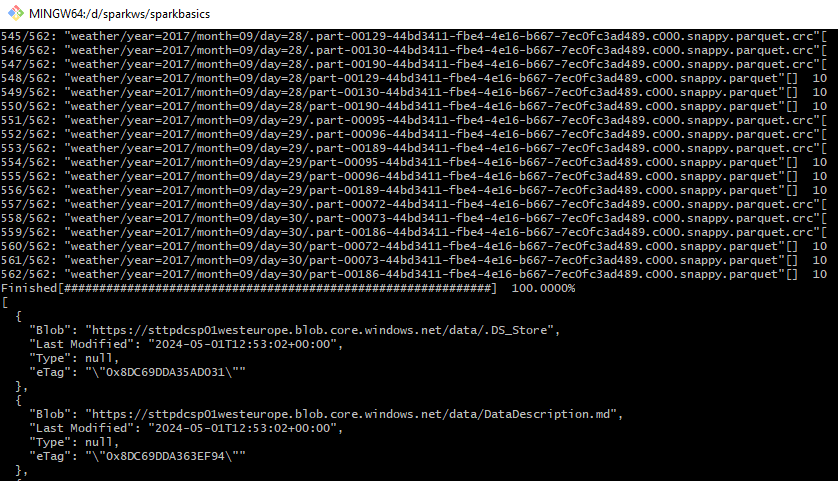 MINGW64:/d/sparkws/sparkbasics
545/562: "weather/year=2017/month=09/day=28/.part-00129-44bd3411-fbe4-4e16-b667-7ec0fc3ad489.c000.snappy.parquet.crc"[
546/562: "weather/year=2017/month=09/day=28/.part-00130-44bd3411-fbe4-4e16-b667-7ec0fc3ad489.c000.snappy.parquet.crc"[
547/562: "weather/year=2017/month=09/day=28/.part-00190-44bd3411-fbe4-4e16-b667-7ec0fc3ad489.c000.snappy.parquet.crc"[
548/562: "weather/year=2017/month=09/day=28/part-00129-44bd3411-fbe4-4e16-b667-7ec0fc3ad489.c000.snappy.parquet"[]  10
549/562: "weather/year=2017/month=09/day=28/part-00130-44bd3411-fbe4-4e16-b667-7ec0fc3ad489.c000.snappy.parquet"[]  10
550/562: "weather/year=2017/month=09/day=28/part-00190-44bd3411-fbe4-4e16-b667-7ec0fc3ad489.c000.snappy.parquet"[]  10
551/562: "weather/year=2017/month=09/day=29/.part-00095-44bd3411-fbe4-4e16-b667-7ec0fc3ad489.c000.snappy.parquet.crc"[
552/562: "weather/year=2017/month=09/day=29/.part-00096-44bd3411-fbe4-4e16-b667-7ec0fc3ad489.c000.snappy.parquet.crc"[
553/562: "weather/year=2017/month=09/day=29/.part-00189-44bd3411-fbe4-4e16-b667-7ec0fc3ad489.c000.snappy.parquet.crc"[
554/562: "weather/year=2017/month=09/day=29/part-00095-44bd3411-fbe4-4e16-b667-7ec0fc3ad489.c000.snappy.parquet"[]  10
555/562: "weather/year=2017/month=09/day=29/part-00096-44bd3411-fbe4-4e16-b667-7ec0fc3ad489.c000.snappy.parquet"[]  10
556/562: "weather/year=2017/month=09/day=29/part-00189-44bd3411-fbe4-4e16-b667-7ec0fc3ad489.c000.snappy.parquet"[]  10
557/562: "weather/year=2017/month=09/day=30/.part-00072-44bd3411-fbe4-4e16-b667-7ec0fc3ad489.c000.snappy.parquet.crc"[
558/562: "weather/year=2017/month=09/day=30/.part-00073-44bd3411-fbe4-4e16-b667-7ec0fc3ad489.c000.snappy.parquet.crc"[
559/562: "weather/year=2017/month=09/day=30/.part-00186-44bd3411-fbe4-4e16-b667-7ec0fc3ad489.c000.snappy.parquet.crc"[
560/562: "weather/year=2017/month=09/day=30/part-00072-44bd3411-fbe4-4e16-b667-7ec0fc3ad489.c000.snappy.parquet"[]  10
561/562: "weather/year=2017/month=09/day=30/part-00073-44bd3411-fbe4-4e16-b667-7ec0fc3ad489.c000.snappy.parquet"[]  10
562/562: "weather/year=2017/month=09/day=30/part-00186-44bd3411-fbe4-4e16-b667-7ec0fc3ad489.c000.snappy.parquet"[]  10
Finished[#############################################################]  100.0000%
[
  {
    "Blob": "https://sttpdcsp01westeurope.blob.core.windows.net/data/.DS_Store",
    "Last Modified": "2024-05-01T12:53:02+00:00",
    "Type": null,
    "eTag": "\"0x8DC69DDA35AD031\""
  },
  {
    "Blob": "https://sttpdcsp01westeurope.blob.core.windows.net/data/DataDescription.md",
    "Last Modified": "2024-05-01T12:53:02+00:00",
    "Type": null,
    "eTag": "\"0x8DC69DDA363EF94\""
  },